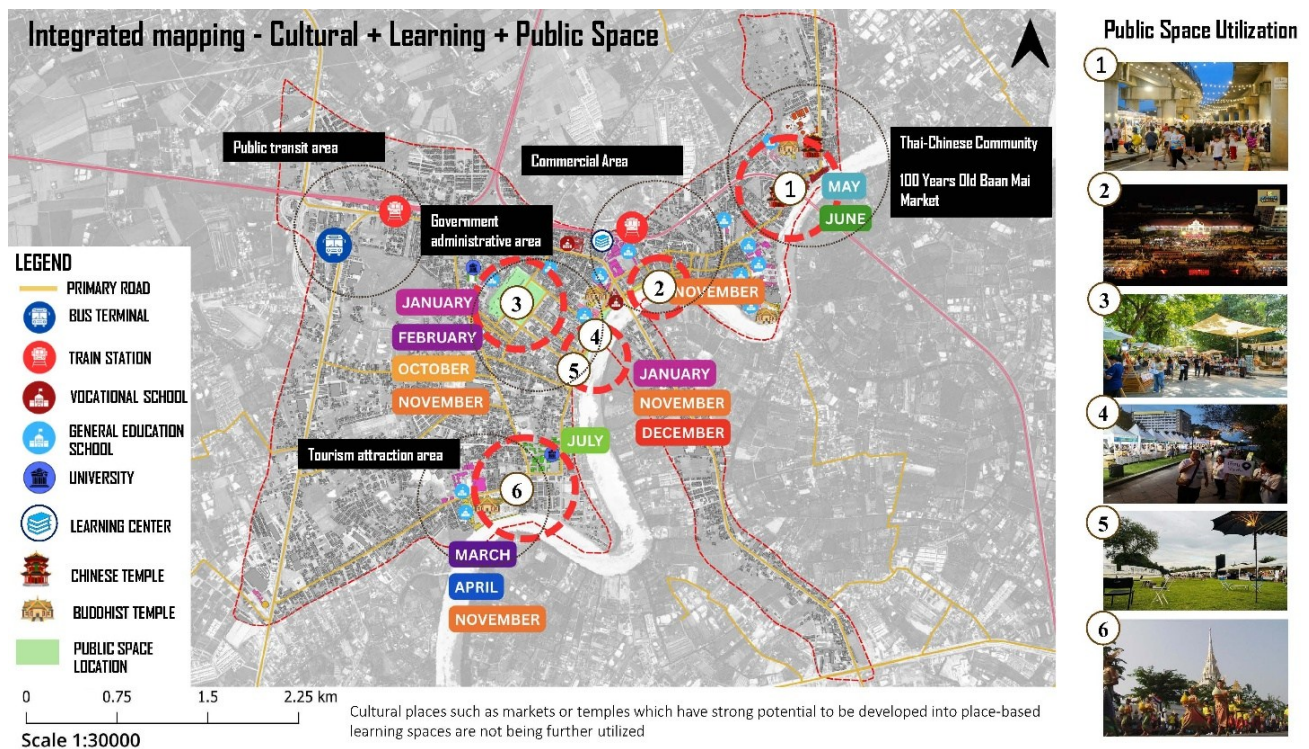 Integrated mapping - Cultural + Learning + Public Space
Public transit area
Commercial Area
Thai-Chinese Community
100 Years Old Baan Mai
Market
Government
administrative area
1
MAY
JUNE
2
NOVEMBER
3
JANUARY
FEBRUARY
OCTOBER
NOVEMBER
4
5
JANUARY
NOVEMBER
DECEMBER
JULY
Tourism attraction area
6
MARCH
APRIL
NOVEMBER
LEGEND
PRIMARY ROAD
BUS TERMINAL
TRAIN STATION
VOCATIONAL SCHOOL
GENERAL EDUCATION
SCHOOL
UNIVERSITY
LEARNING CENTER
CHINESE TEMPLE
BUDDHIST TEMPLE
PUBLIC SPACE
LOCATION
0 0.75 1.5 2.25 km
Scale 1:30000
Cultural places such as markets or temples which have strong potential to be developed into place-based
learning spaces are not being further utilized
Public Space Utilization
1
2
3
4
5
6